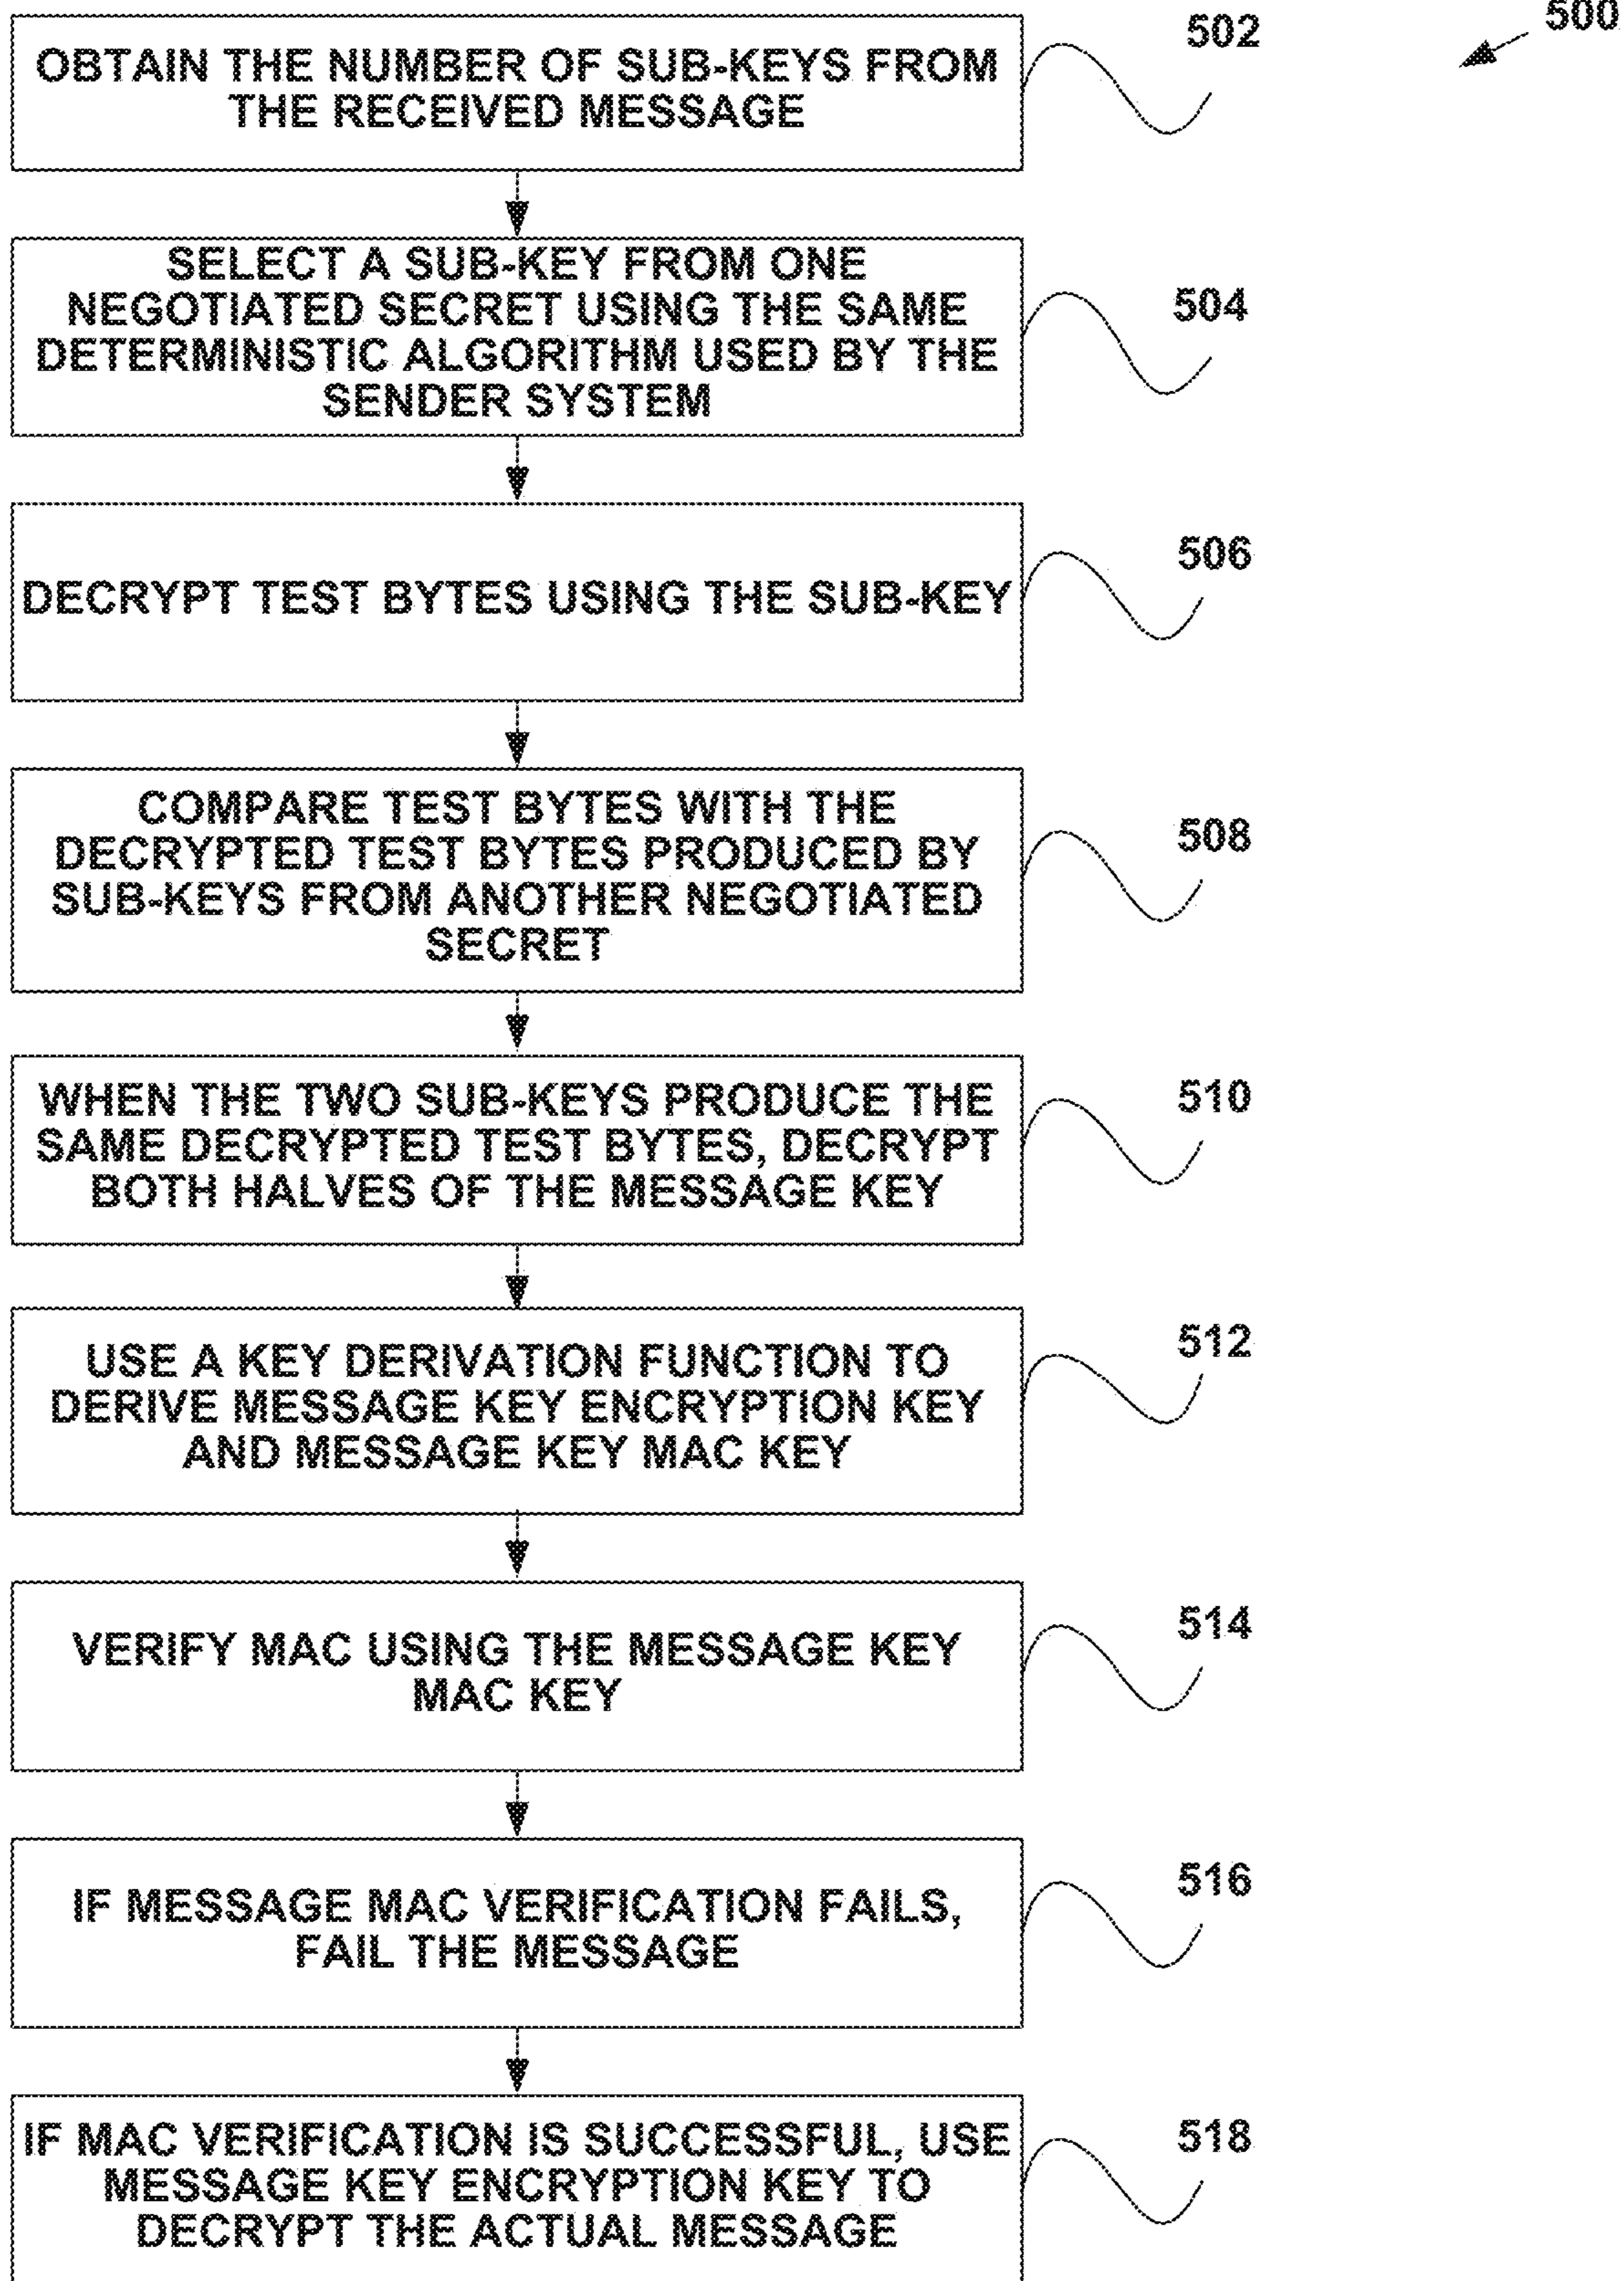 500
OBTAIN THE NUMBER OF SUB-KEYS FROM
THE RECEIVED MESSAGE
502
SELECT A SUB-KEY FROM ONE
NEGOTIATED SECRET USING THE SAME
DETERMINISTIC ALGORITHM USED BY THE
SENDER SYSTEM
504
DECRYPT TEST BYTES USING THE SUB-KEY
506
COMPARE TEST BYTES WITH THE
DECRYPTED TEST BYTES PRODUCED BY
SUB-KEYS FROM ANOTHER NEGOTIATED
SECRET
508
WHEN THE TWO SUB-KEYS PRODUCE THE
SAME DECRYPTED TEST BYTES, DECRYPT
BOTH HALVES OF THE MESSAGE KEY
510
USE A KEY DERIVATION FUNCTION TO
DERIVE MESSAGE KEY ENCRYPTION KEY
AND MESSAGE KEY MAC KEY
512
VERIFY MAC USING THE MESSAGE KEY
MAC KEY
514
IF MESSAGE MAC VERIFICATION FAILS,
FAIL THE MESSAGE
516
IF MAC VERIFICATION IS SUCCESSFUL, USE
MESSAGE KEY ENCRYPTION KEY TO
DECRYPT THE ACTUAL MESSAGE
518